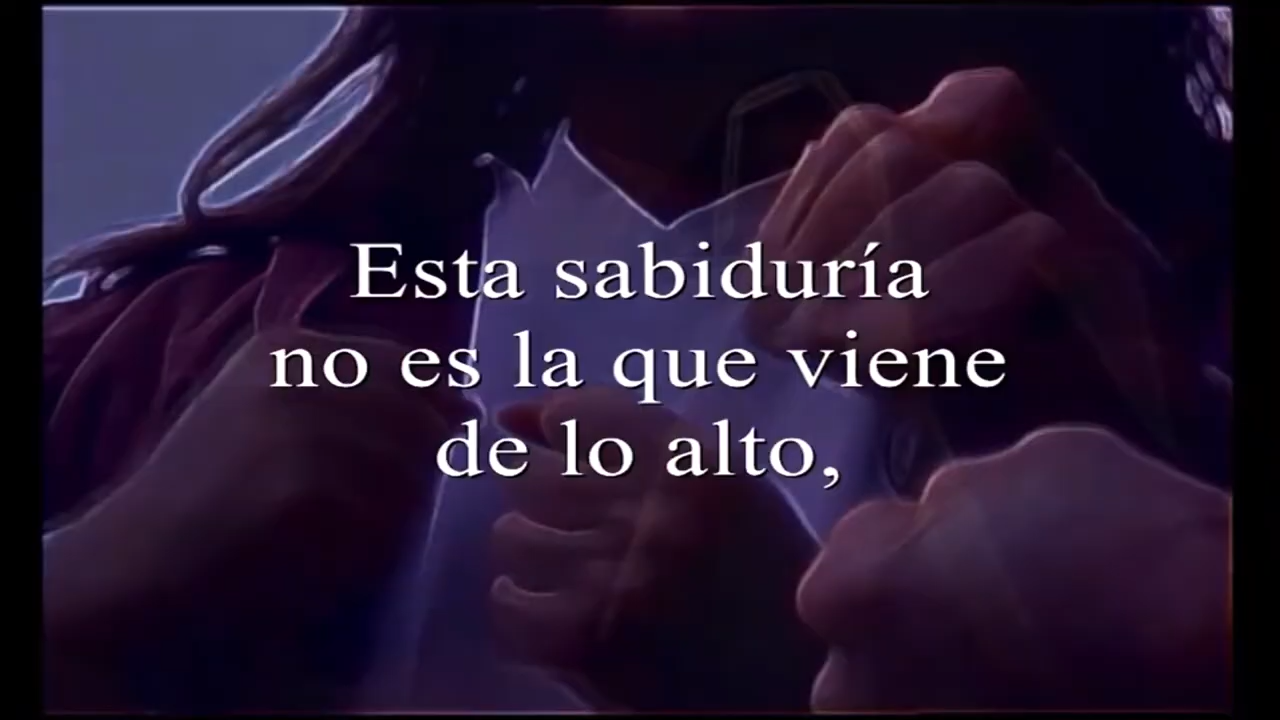 Esta sabiduría
no es la que viene
de lo alto,